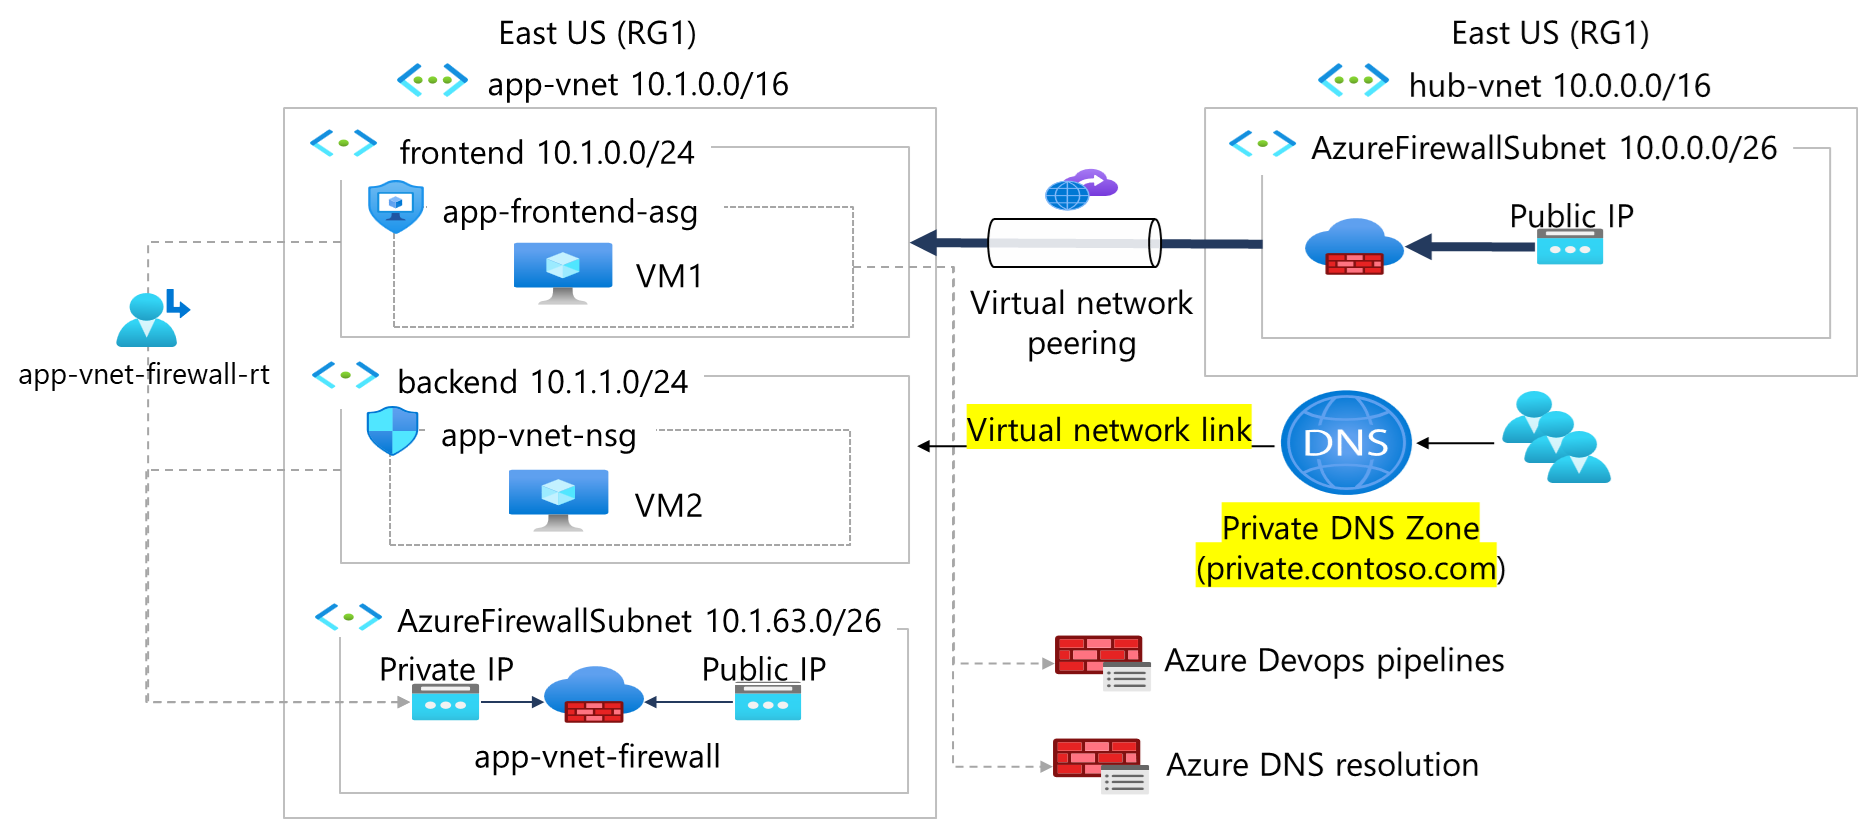 East US (RG1)
app-vnet 10.1.0.0/16
frontend 10.1.0.0/24
app-frontend-asg
VM1
app-vnet-firewall-rt
backend 10.1.1.0/24
app-vnet-nsg
VM2
AzureFirewallSubnet 10.1.63.0/26
Private IP
Public IP
app-vnet-firewall
Virtual network
peering
East US (RG1)
hub-vnet 10.0.0.0/16
AzureFirewallSubnet 10.0.0.0/26
Public IP
Virtual network link
DNS
Private DNS Zone
(private.contoso.com)
Azure Devops pipelines
Azure DNS resolution